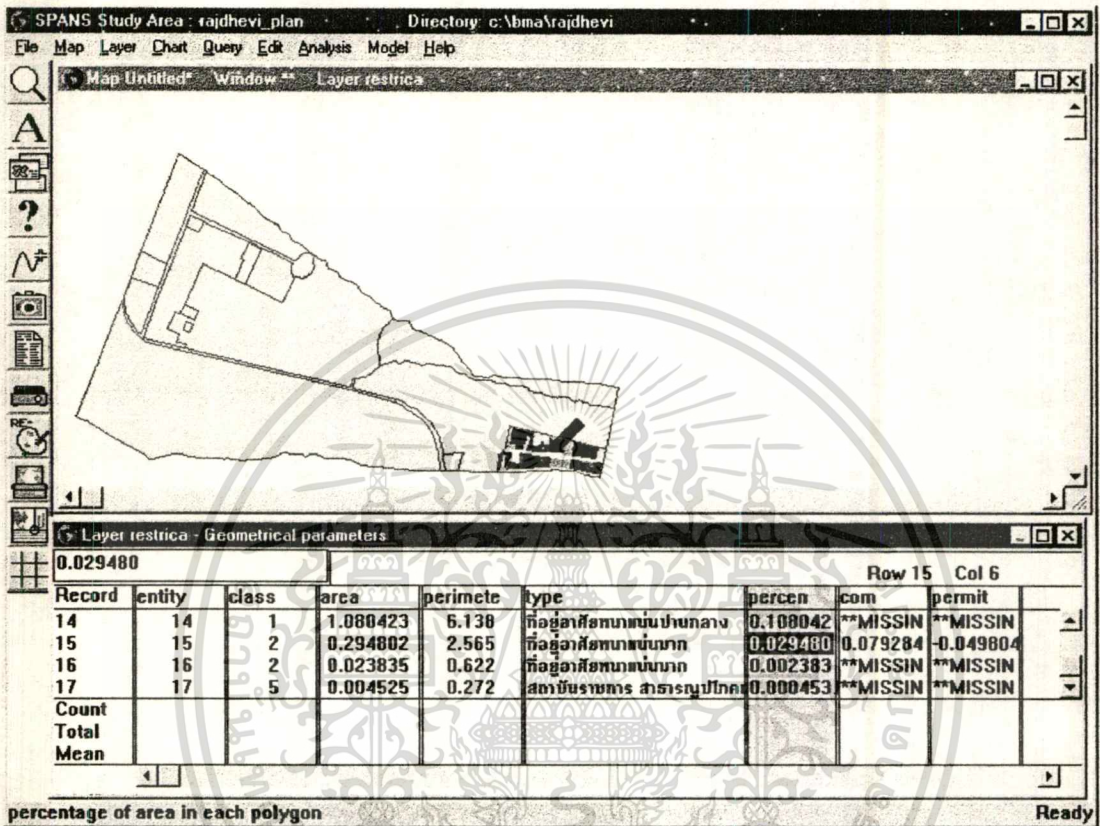 SPANS Study Area : rajdhevi_plan Directory: c:\bma\rajdhevi
File Map Layer Chart Query Edit Analysis Model Help
Map Untitled* Window ** Layer restrica
A
?
RE-
Layer restrica - Geometrical parameters
0.029480
Row 15 Col 6
Record entity class area perimete type percen com permit
14 14 1 1.080423 6.138 ที่อยู่อาศัยหนาแน่นปานกลาง 0.108042 **MISSIN **MISSIN
15 15 2 0.294802 2.565 ที่อยู่อาศัยหนาแน่นมาก 0.029480 0.079284 -0.049804
16 16 2 0.023835 0.622 ที่อยู่อาศัยหนาแน่นมาก 0.002383 **MISSIN **MISSIN
17 17 5 0.004525 0.272 สถาบันราชการ สาธารณูปโภค 0.000453 **MISSIN **MISSIN
Count
Total
Mean
percentage of area in each polygon Ready